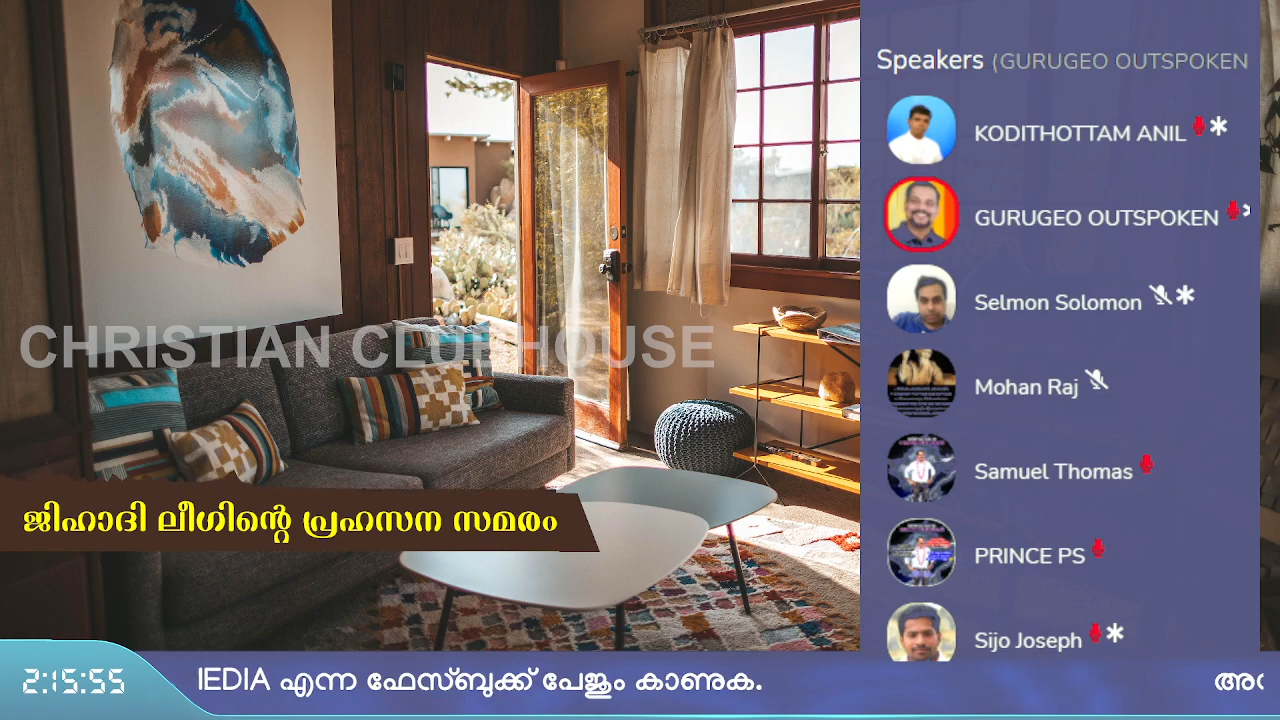 Speakers (GURUGEO OUTSPOKEN
KODITHOTTAM ANIL
GURUGEO OUTSPOKEN
Selmon Solomon
Mohan Raj
Samuel Thomas
PRINCE PS
Sijo Joseph
CHRISTIAN CLUBHOUSE
ജിഹാദി ലീഗിന്റെ പ്രഹസന സമരം
2:15:55
IEDIA എന്ന ഫേസ്ബുക്ക് പേജും കാണുക.